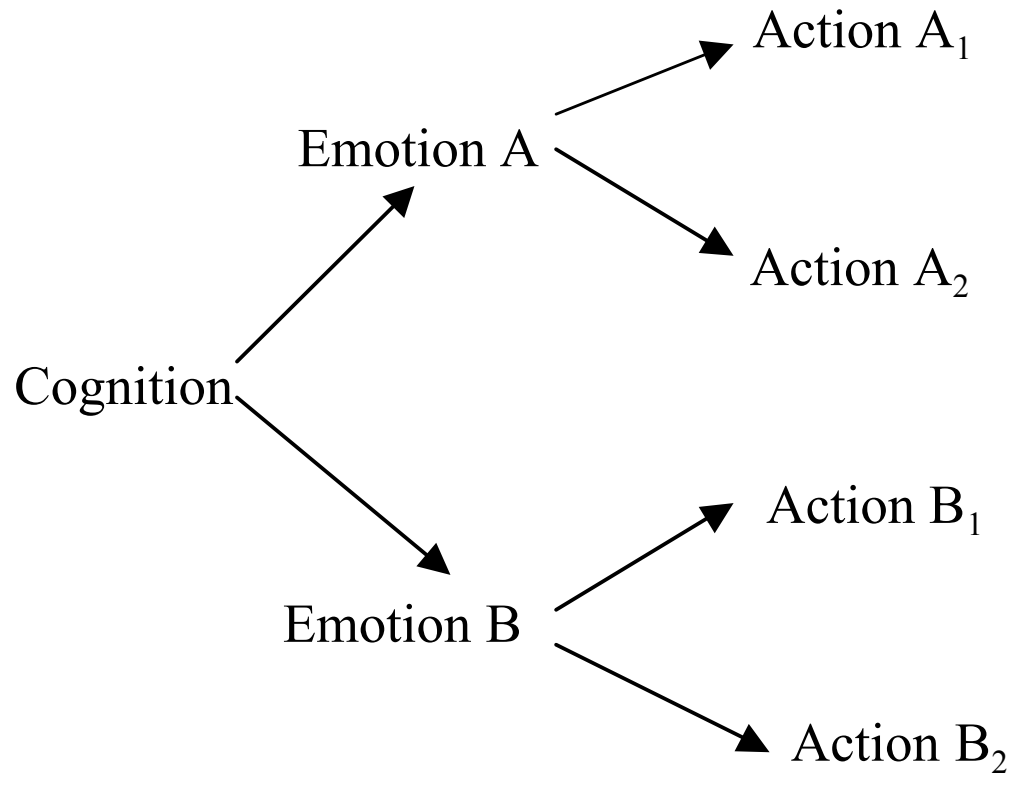 Action A₁
Emotion A
Action A₂
Cognition
Action B₁
Emotion B
Action B₂